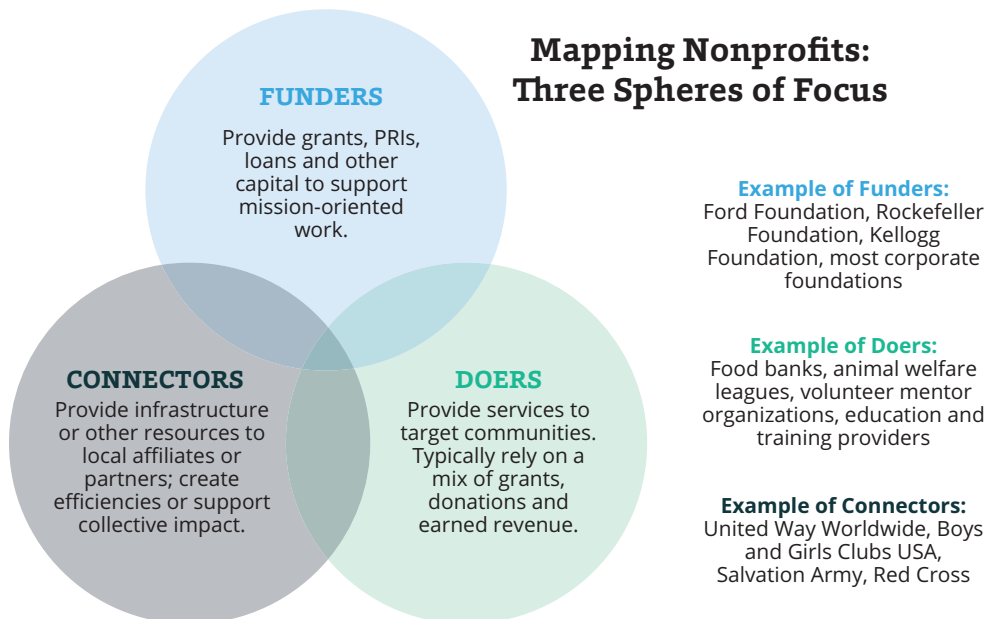 Mapping Nonprofits:
Three Spheres of Focus
FUNDERS
Provide grants, PRIs,
loans and other
capital to support
mission-oriented
work.
CONNECTORS
Provide infrastructure
or other resources to
local affiliates or
partners; create
efficiencies or support
collective impact.
DOERS
Provide services to
target communities.
Typically rely on a
mix of grants,
donations and
earned revenue.
Example of Funders:
Ford Foundation, Rockefeller
Foundation, Kellogg
Foundation, most corporate
foundations
Example of Doers:
Food banks, animal welfare
leagues, volunteer mentor
organizations, education and
training providers
Example of Connectors:
United Way Worldwide, Boys
and Girls Clubs USA,
Salvation Army, Red Cross